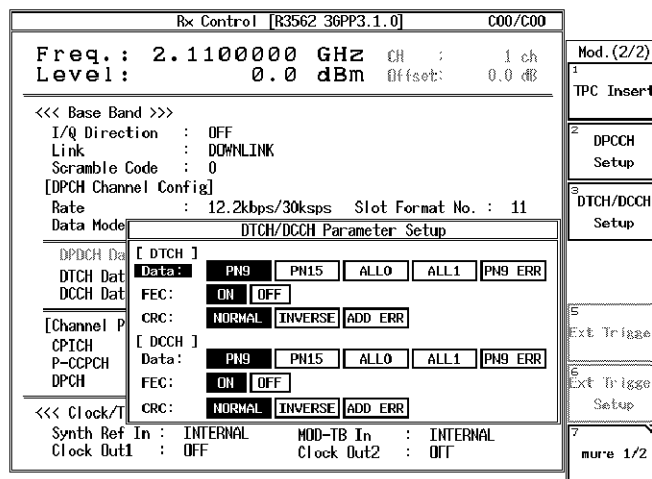 Rx Control [R3562 3GPP3.1.0] C00/C00
Freq.: 2.1100000 GHz CH : 1 ch
Level: 0.0 dBm Offset: 0.0 dB
<<< Base Band >>>
I/Q Direction : OFF
Link : DOWNLINK
Scramble Code : 0
[DPCH Channel Config]
Rate : 12.2kbps/30ksps Slot Format No. : 11
Data Mode
DTCH/DCCH Parameter Setup
DPDCH Da
DTCH Dat
DCCH Dat
[Channel P
CPICH
P-CCPCH
DPCH
[ DTCH ]
Data: PN9 PN15 ALL0 ALL1 PN9 ERR
FEC: ON OFF
CRC: NORMAL INVERSE ADD ERR
[ DCCH ]
Data: PN9 PN15 ALL0 ALL1 PN9 ERR
FEC: ON OFF
CRC: NORMAL INVERSE ADD ERR
<<< Clock/T
Synth Ref In : INTERNAL MOD-TB In : INTERNAL
Clock Out1 : OFF Clock Out2 : OFF
Mod.(2/2)
1
TPC Insert
2
DPCCH
Setup
3
DTCH/DCCH
Setup
5
Ext Trigge
6
Ext Trigge
Setup
7
more 1/2